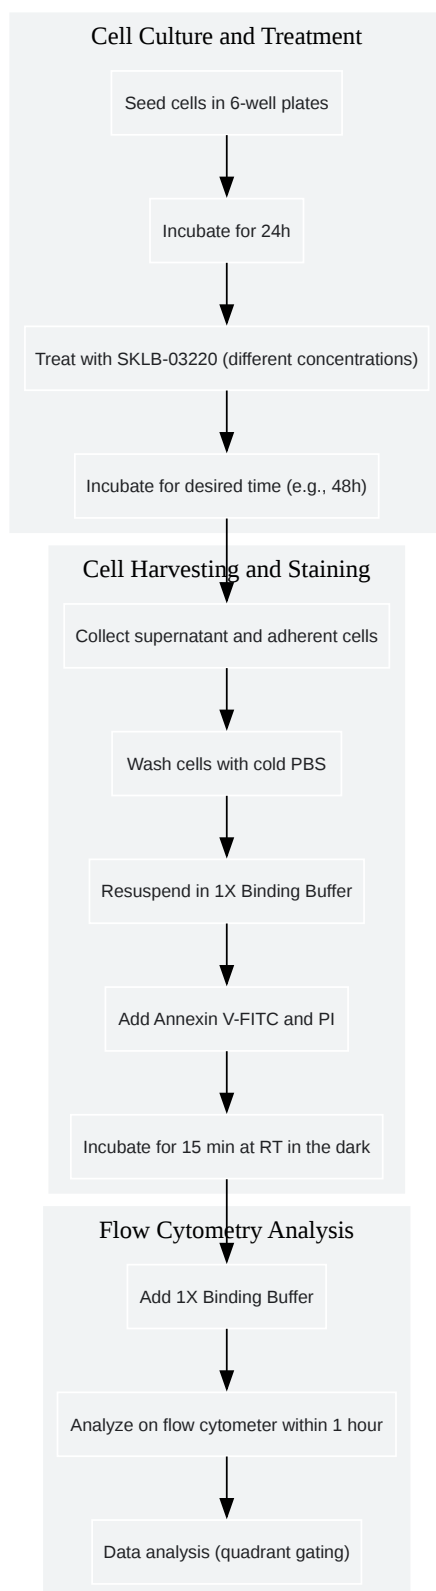 Cell Culture and Treatment
Seed cells in 6-well plates
Incubate for 24h
Treat with SKLB-03220 (different concentrations)
Incubate for desired time (e.g., 48h)
Cell Harvesting and Staining
Collect supernatant and adherent cells
Wash cells with cold PBS
Resuspend in 1X Binding Buffer
Add Annexin V-FITC and PI
Incubate for 15 min at RT in the dark
Flow Cytometry Analysis
Add 1X Binding Buffer
Analyze on flow cytometer within 1 hour
Data analysis (quadrant gating)